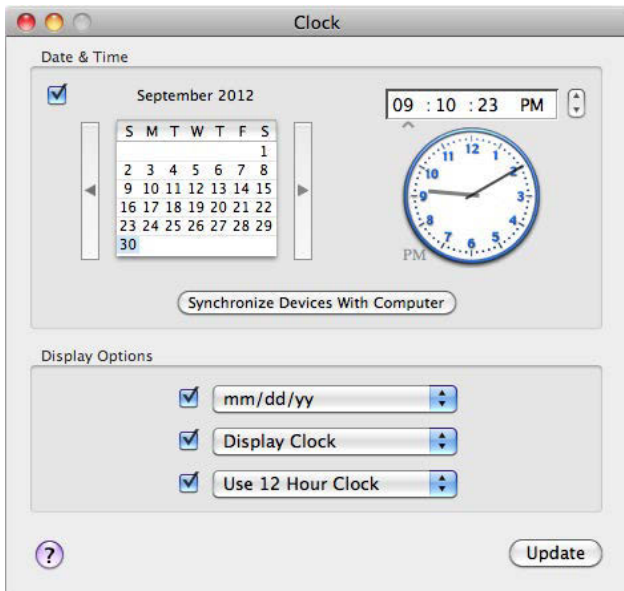 Clock
Date & Time
September 2012
09 : 10 : 23 PM
S M T W T F S
1
2 3 4 5 6 7 8
9 10 11 12 13 14 15
16 17 18 19 20 21 22
23 24 25 26 27 28 29
30
12
1
2
3
4
5
6
7
8
9
10
11
PM
Synchronize Devices With Computer
Display Options
mm/dd/yy
Display Clock
Use 12 Hour Clock
?
Update